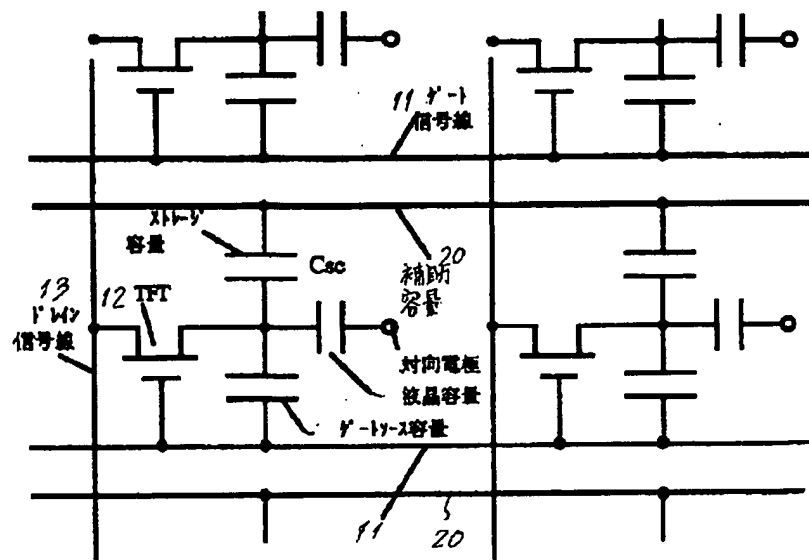 11 ゲート
信号線
ストレージ
容量
Csc
20
補助
容量
13
ドレイン
信号線
12 TFT
対向電極
液晶容量
ゲートソース容量
11
20